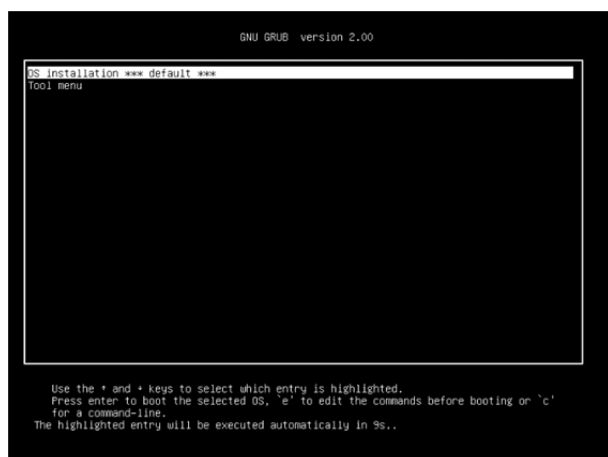 GNU GRUB version 2.00
OS installation *** default ***
Tool menu
Use the ↑ and ↓ keys to select which entry is highlighted.
Press enter to boot the selected OS, `e' to edit the commands before booting or `c'
for a command-line.
The highlighted entry will be executed automatically in 9s..